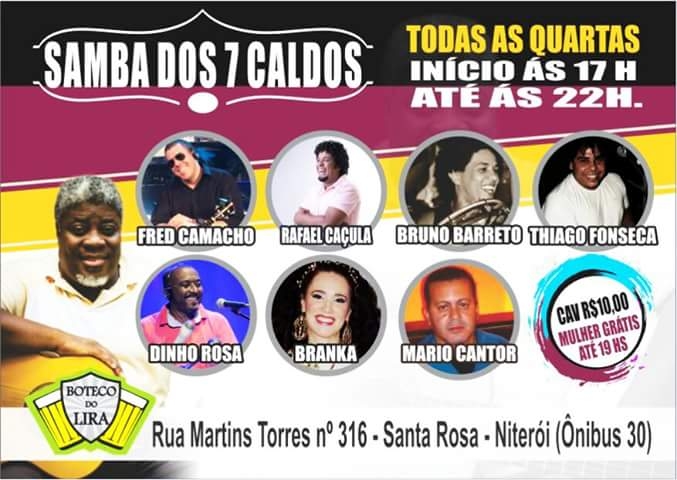 SAMBA DOS 7 CALDOS
TODAS AS QUARTAS
INÍCIO ÁS 17 H
ATÉ ÁS 22H.
FRED CAMACHO
RAFAEL CAÇULA
BRUNO BARRETO
THIAGO FONSECA
DINHO ROSA
BRANKA
MARIO CANTOR
CAV R$10,00
MULHER GRÁTIS
ATÉ 19 HS
BOTECO
DO
LIRA
Rua Martins Torres nº 316 - Santa Rosa - Niterói (Ônibus 30)